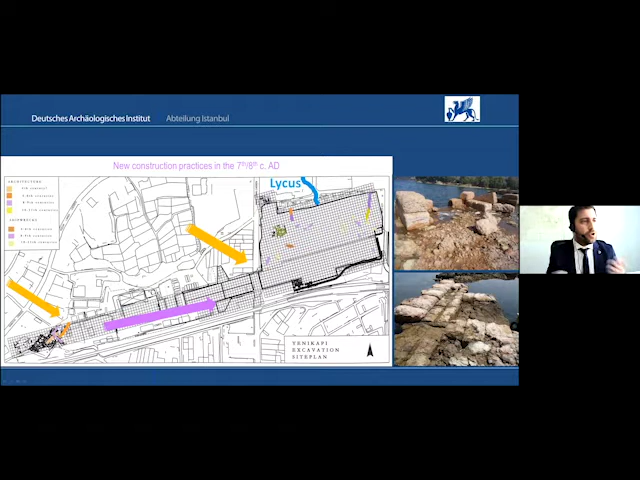 Deutsches Archäologisches Institut Abteilung Istanbul
New construction practices in the 7th/8th c. AD
Lycus
YENIKAPI
EXCAVATION
SITEPLAN